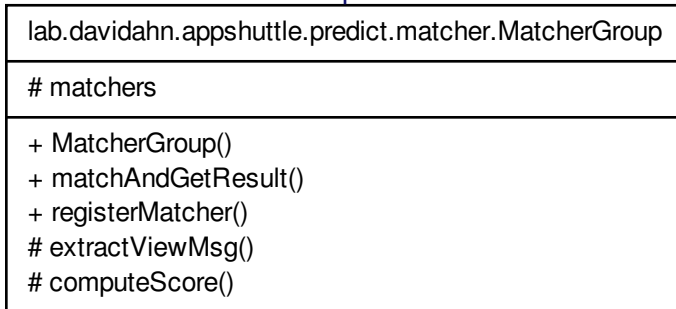 lab.davidahn.appshuttle.predict.matcher.MatcherGroup
# matchers
+ MatcherGroup()
+ matchAndGetResult()
+ registerMatcher()
# extractViewMsg()
# computeScore()